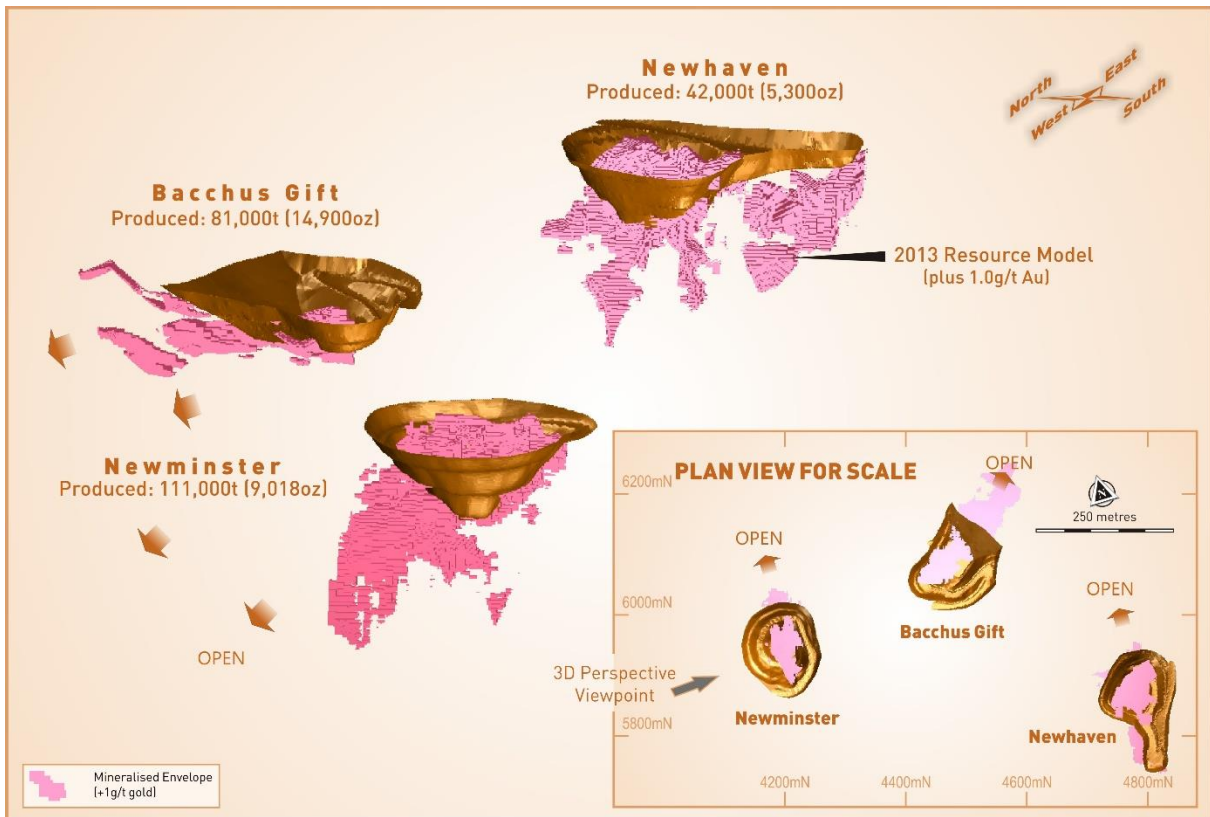 Newhaven
Produced: 42,000t (5,300oz)
North
East
West
South
Bacchus Gift
Produced: 81,000t (14,900oz)
2013 Resource Model
(plus 1.0g/t Au)
Newminster
Produced: 111,000t (9,018oz)
OPEN
PLAN VIEW FOR SCALE
6200mN
OPEN
N
250 metres
OPEN
6000mN
OPEN
Bacchus Gift
3D Perspective
Viewpoint
5800mN
Newminster
Newhaven
4200mN
4400mN
4600mN
4800mN
Mineralised Envelope
(+1g/t gold)